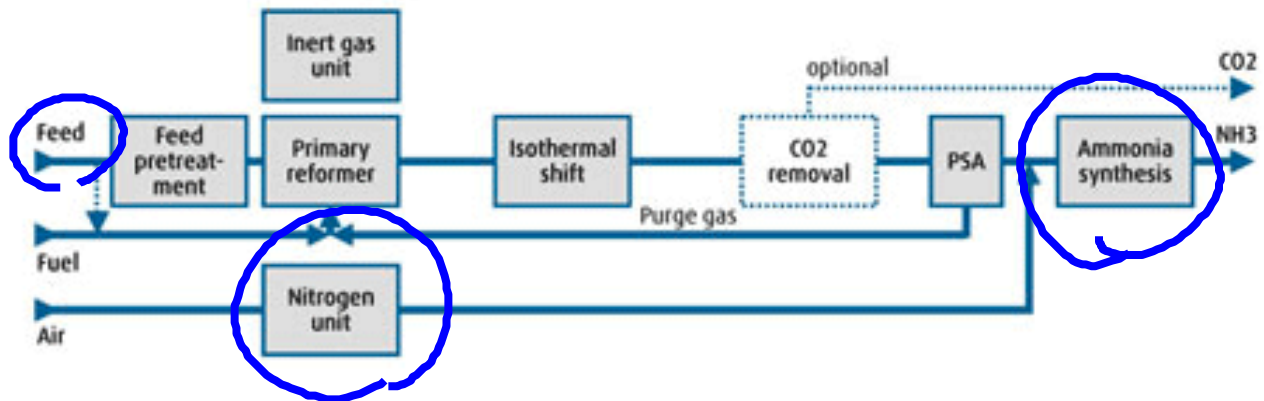 Inert gas
unit
optional
CO2
Feed
Feed
pretreat-
ment
Primary
reformer
Isothermal
shift
CO2
removal
PSA
Ammonia
synthesis
NH3
Purge gas
Fuel
Nitrogen
unit
Air